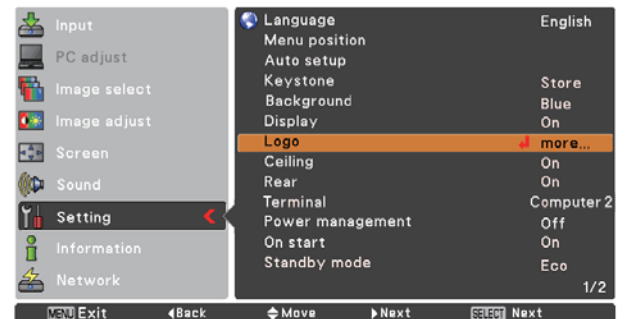 Input
PC adjust
Image select
Image adjust
Screen
Sound
Setting
Information
Network
Language English
Menu position
Auto setup
Keystone Store
Background Blue
Display On
Logo more...
Ceiling On
Rear On
Terminal Computer 2
Power management Off
On start On
Standby mode Eco
1/2
MENU Exit Back Move Next SELECT Next